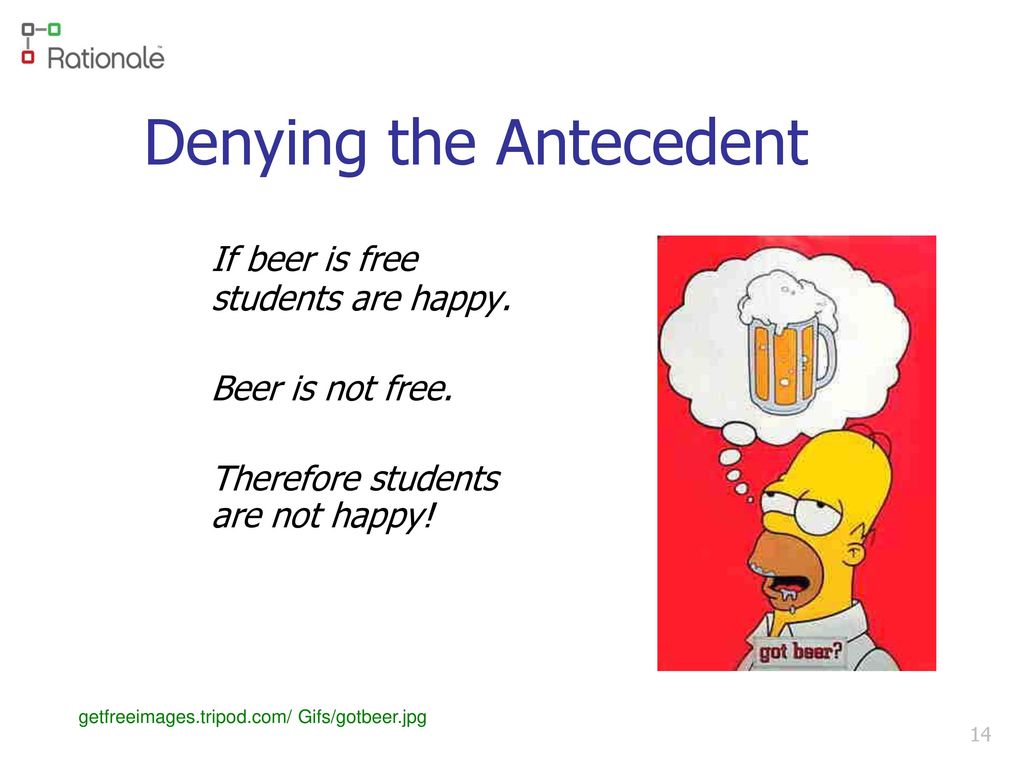 Rationale™
Denying the Antecedent
If beer is free
students are happy.
Beer is not free.
Therefore students
are not happy!
got beer?
getfreeimages.tripod.com/ Gifs/gotbeer.jpg
14